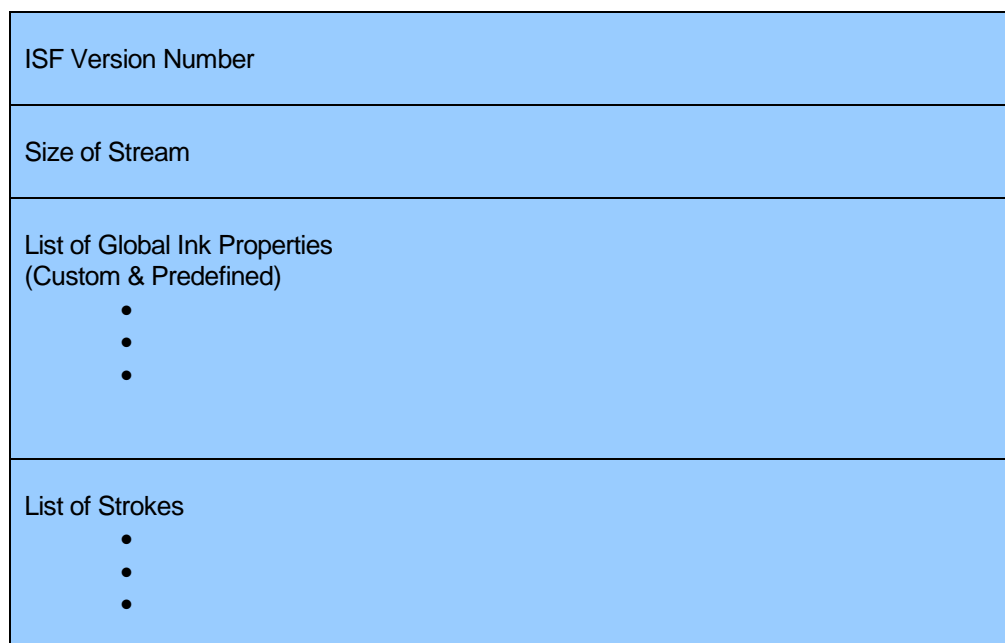 ISF Version Number
Size of Stream
List of Global Ink Properties
(Custom & Predefined)
•
•
•
List of Strokes
•
•
•